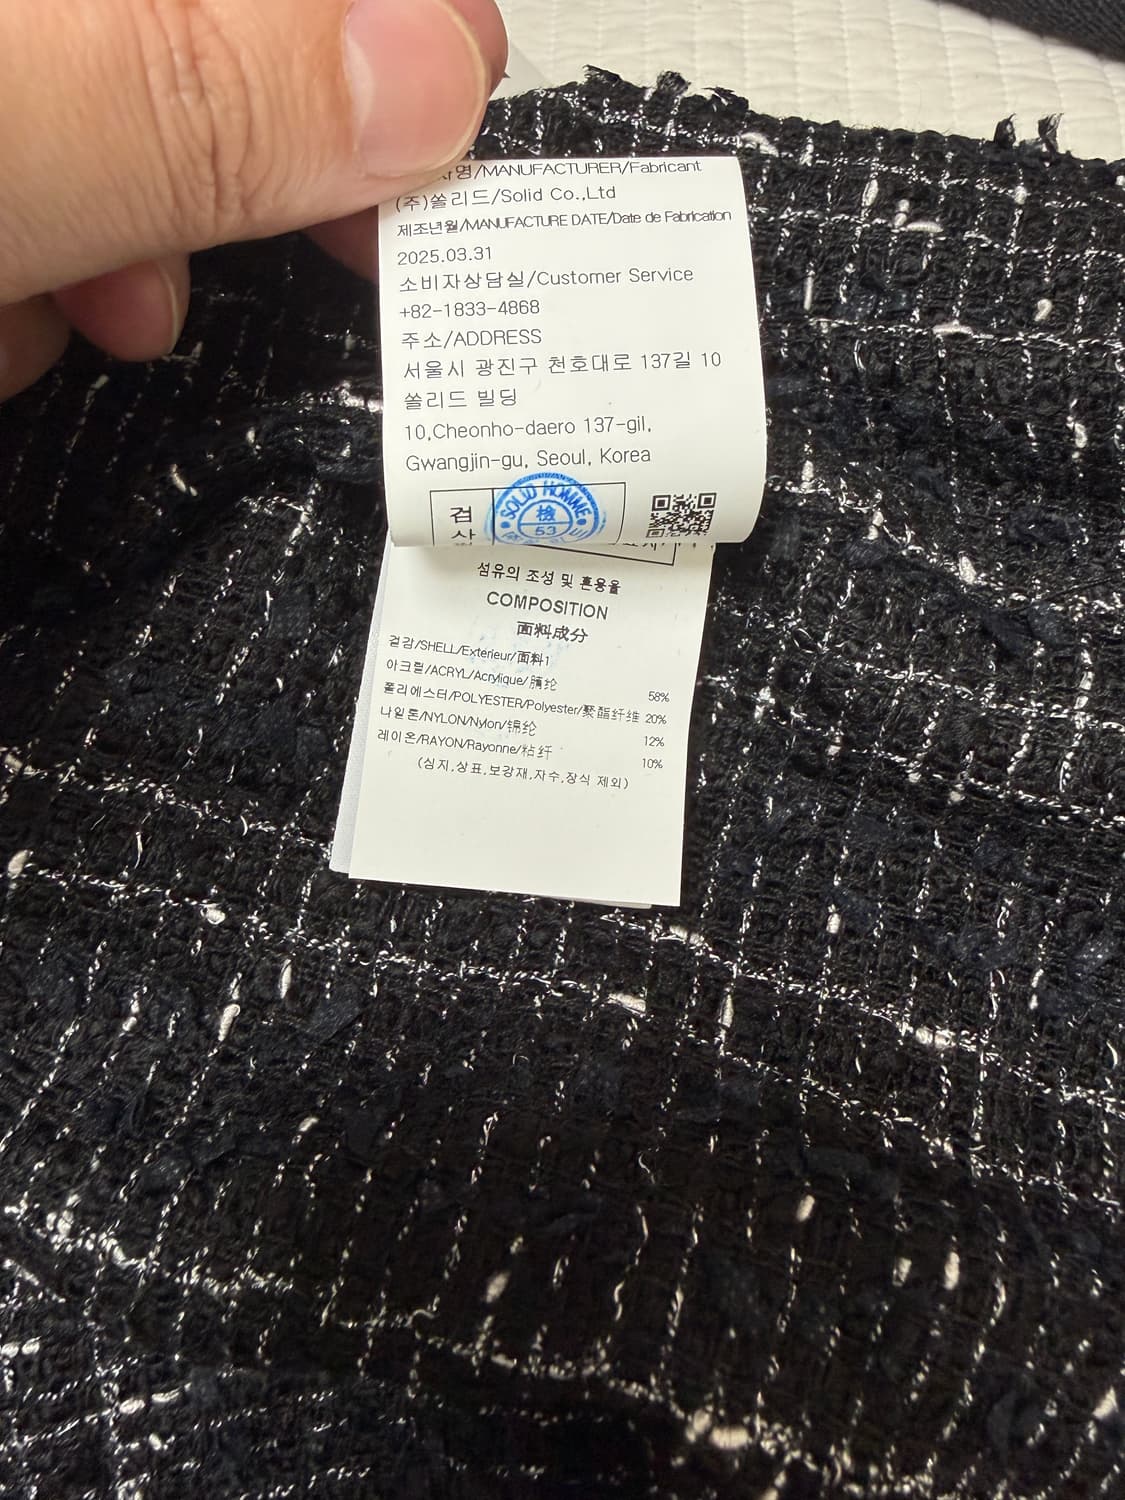 명/MANUFACTURER/Fabricant
(주)쏠리드/Solid Co.,Ltd
제조년월/MANUFACTURE DATE/Date de Fabrication
2025.03.31
소비자상담실/Customer Service
+82-1833-4868
주소/ADDRESS
서울시 광진구 천호대로 137길 10
쏠리드 빌딩
10,Cheonho-daero 137-gil,
Gwangjin-gu, Seoul, Korea
검
SOLID HOMME
檢
53
섬유의 조성 및 혼용율
COMPOSITION
面料成分
겉감/SHELL/Exterieur/面料1
아크릴/ACRYL/Acrylique/腈纶 58%
폴리에스터/POLYESTER/Polyester/聚酯纤维 20%
나일론/NYLON/Nylon/锦纶 12%
레이온/RAYON/Rayonne/粘纤 10%
(심지,상표,보강재,자수,장식 제외)